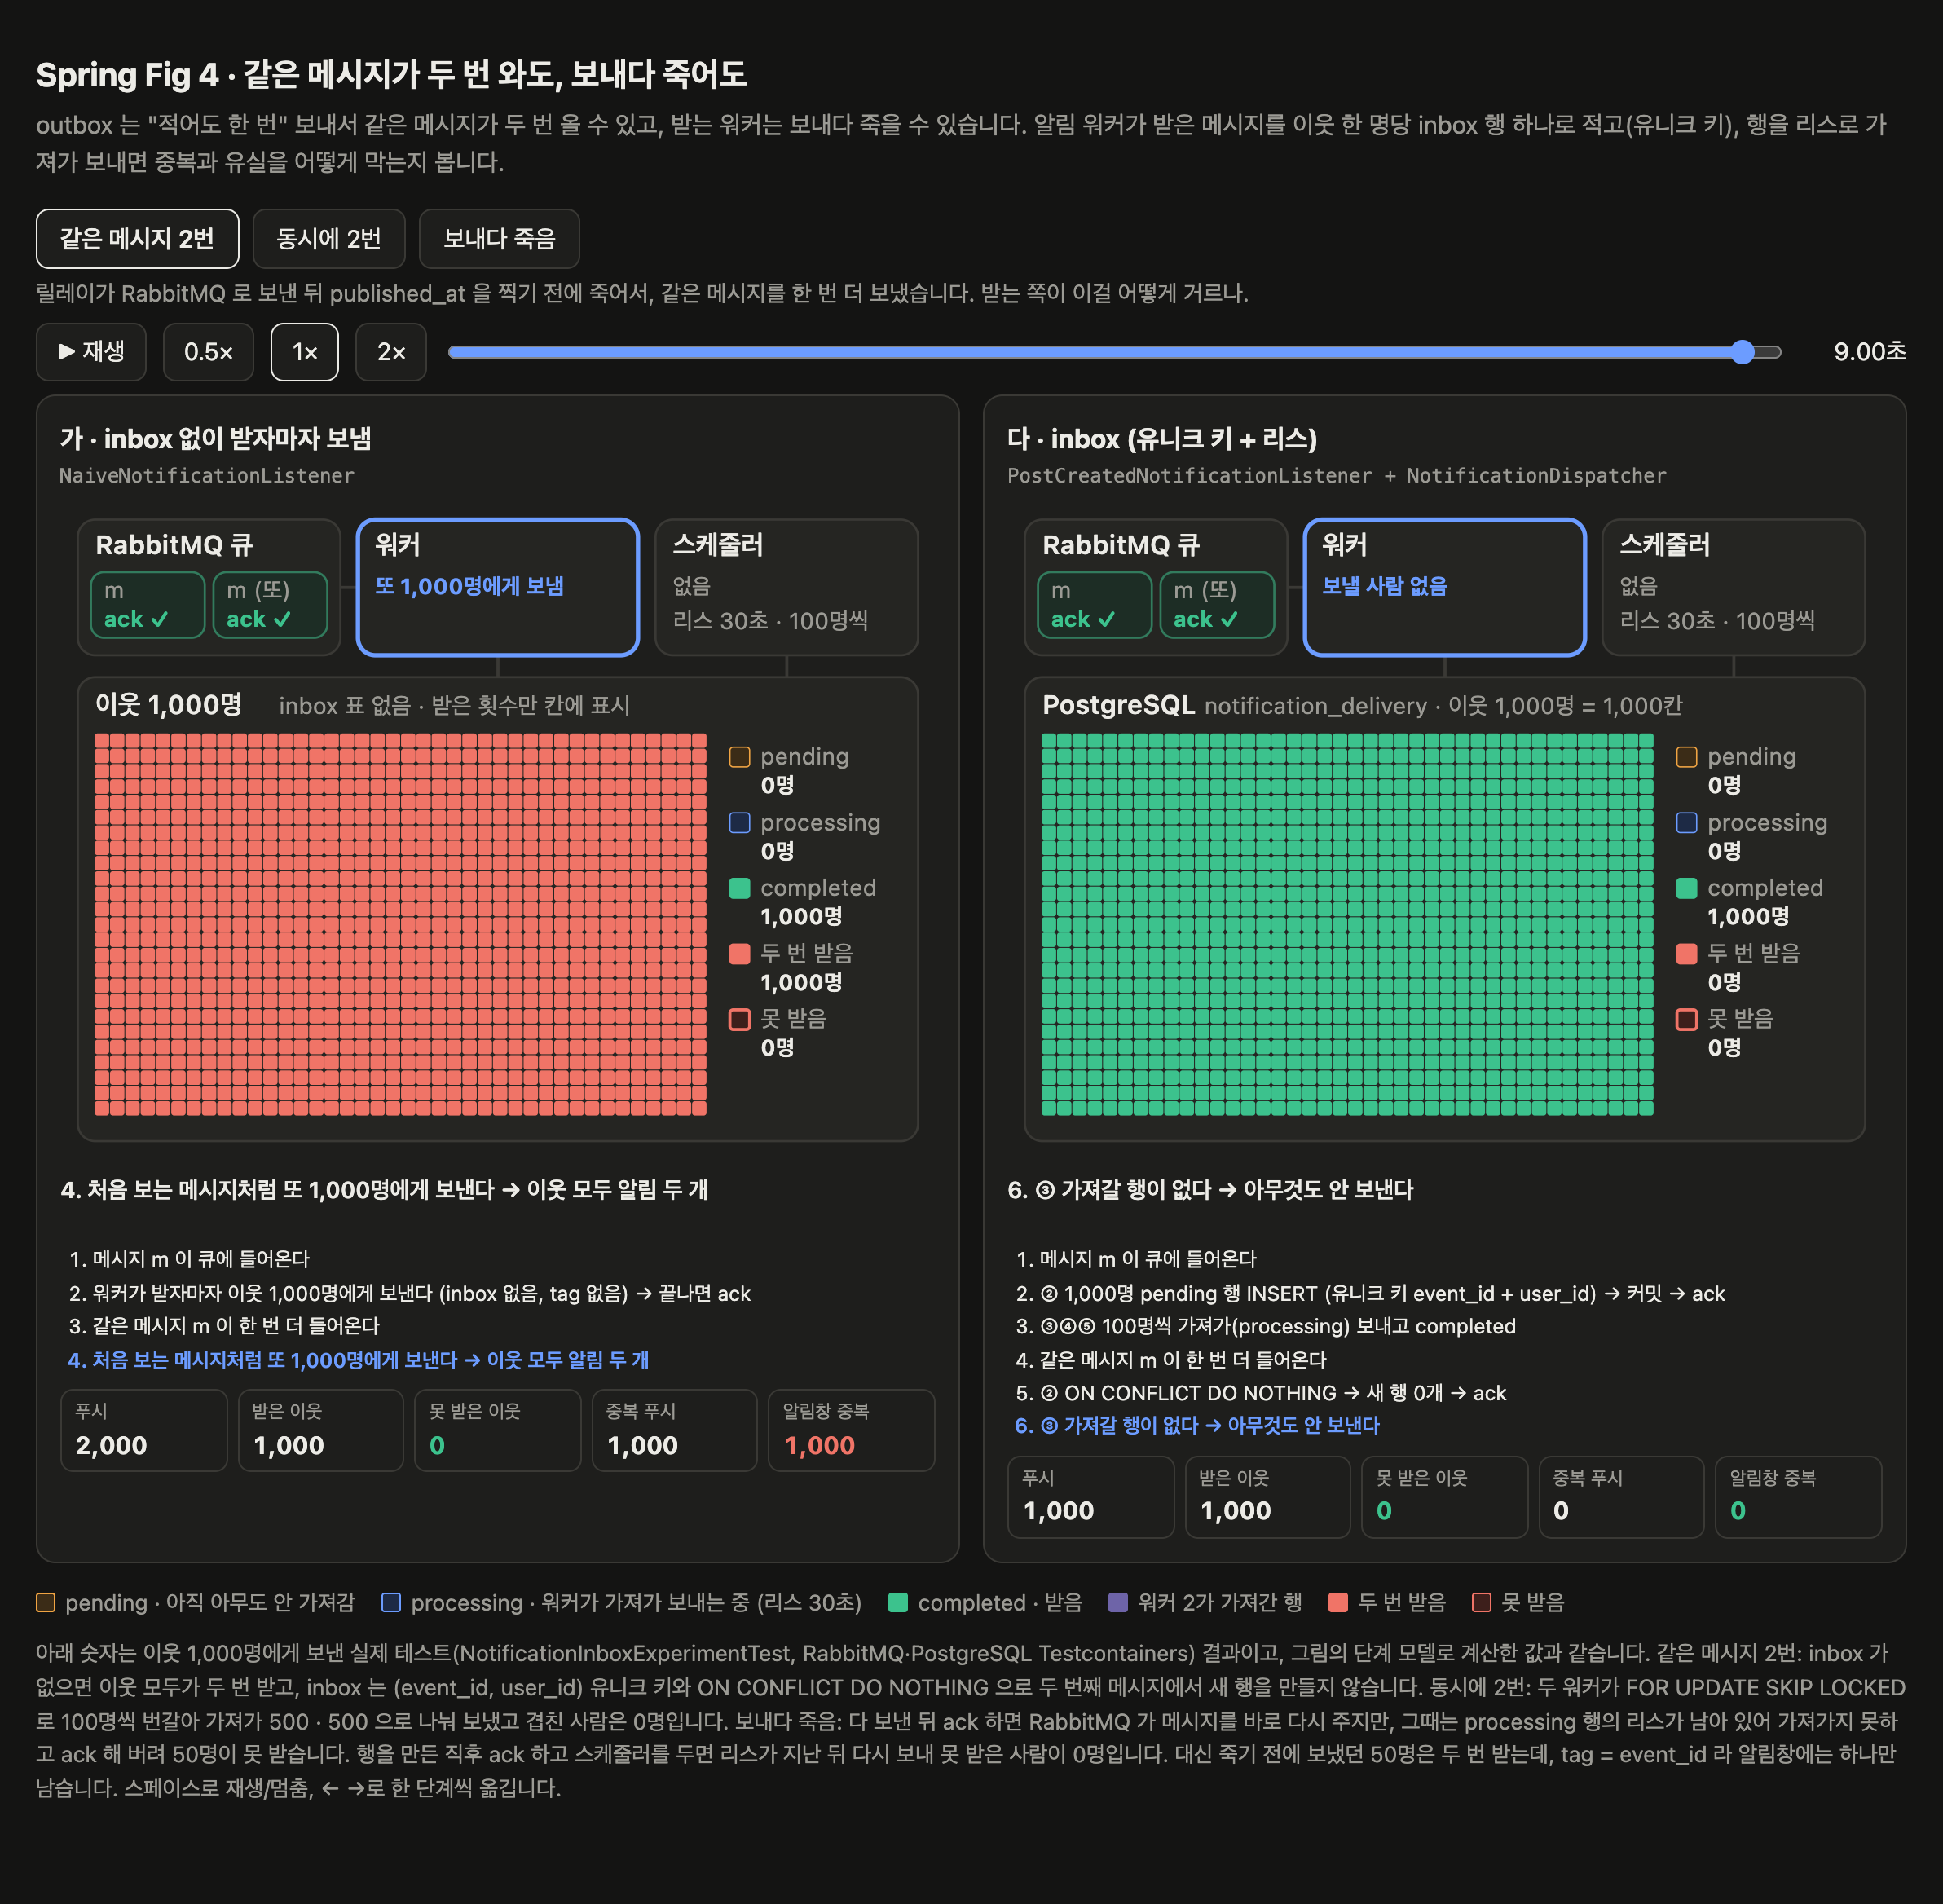 Spring Fig 4 · 같은 메시지가 두 번 와도, 보내다 죽어도
outbox 는 "적어도 한 번" 보내서 같은 메시지가 두 번 올 수 있고, 받는 워커는 보내다 죽을 수 있습니다. 알림 워커가 받은 메시지를 이웃 한 명당 inbox 행 하나로 적고(유니크 키), 행을 리스로 가
져가 보내면 중복과 유실을 어떻게 막는지 봅니다.
같은 메시지 2번
동시에 2번
보내다 죽음
릴레이가 RabbitMQ 로 보낸 뒤 published_at 을 찍기 전에 죽어서, 같은 메시지를 한 번 더 보냈습니다. 받는 쪽이 이걸 어떻게 거르나.
▶ 재생
0.5×
1×
2×
9.00초
가 · inbox 없이 받자마자 보냄
NaiveNotificationListener
RabbitMQ 큐
m
ack ✓
m (또)
ack ✓
워커
또 1,000명에게 보냄
스케줄러
없음
리스 30초 · 100명씩
이웃 1,000명 inbox 표 없음 · 받은 횟수만 칸에 표시
pending
0명
processing
0명
completed
1,000명
두 번 받음
1,000명
못 받음
0명
4. 처음 보는 메시지처럼 또 1,000명에게 보낸다 → 이웃 모두 알림 두 개
1. 메시지 m 이 큐에 들어온다
2. 워커가 받자마자 이웃 1,000명에게 보낸다 (inbox 없음, tag 없음) → 끝나면 ack
3. 같은 메시지 m 이 한 번 더 들어온다
4. 처음 보는 메시지처럼 또 1,000명에게 보낸다 → 이웃 모두 알림 두 개
푸시
2,000
받은 이웃
1,000
못 받은 이웃
0
중복 푸시
1,000
알림창 중복
1,000
다 · inbox (유니크 키 + 리스)
PostCreatedNotificationListener + NotificationDispatcher
RabbitMQ 큐
m
ack ✓
m (또)
ack ✓
워커
보낼 사람 없음
스케줄러
없음
리스 30초 · 100명씩
PostgreSQL notification_delivery · 이웃 1,000명 = 1,000칸
pending
0명
processing
0명
completed
1,000명
두 번 받음
0명
못 받음
0명
6. ③ 가져갈 행이 없다 → 아무것도 안 보낸다
1. 메시지 m 이 큐에 들어온다
2. ② 1,000명 pending 행 INSERT (유니크 키 event_id + user_id) → 커밋 → ack
3. ③④⑤ 100명씩 가져가(processing) 보내고 completed
4. 같은 메시지 m 이 한 번 더 들어온다
5. ② ON CONFLICT DO NOTHING → 새 행 0개 → ack
6. ③ 가져갈 행이 없다 → 아무것도 안 보낸다
푸시
1,000
받은 이웃
1,000
못 받은 이웃
0
중복 푸시
0
알림창 중복
0
pending · 아직 아무도 안 가져감
processing · 워커가 가져가 보내는 중 (리스 30초)
completed · 받음
워커 2가 가져간 행
두 번 받음
못 받음
아래 숫자는 이웃 1,000명에게 보낸 실제 테스트(NotificationInboxExperimentTest, RabbitMQ·PostgreSQL Testcontainers) 결과이고, 그림의 단계 모델로 계산한 값과 같습니다. 같은 메시지 2번: inbox 가
없으면 이웃 모두가 두 번 받고, inbox 는 (event_id, user_id) 유니크 키와 ON CONFLICT DO NOTHING 으로 두 번째 메시지에서 새 행을 만들지 않습니다. 동시에 2번: 두 워커가 FOR UPDATE SKIP LOCKED
로 100명씩 번갈아 가져가 500 · 500 으로 나눠 보냈고 겹친 사람은 0명입니다. 보내다 죽음: 다 보낸 뒤 ack 하면 RabbitMQ 가 메시지를 바로 다시 주지만, 그때는 processing 행의 리스가 남아 있어 가져가지 못하
고 ack 해 버려 50명이 못 받습니다. 행을 만든 직후 ack 하고 스케줄러를 두면 리스가 지난 뒤 다시 보내 못 받은 사람이 0명입니다. 대신 죽기 전에 보냈던 50명은 두 번 받는데, tag = event_id 라 알림창에는 하나만
남습니다. 스페이스로 재생/멈춤, ← →로 한 단계씩 옮깁니다.